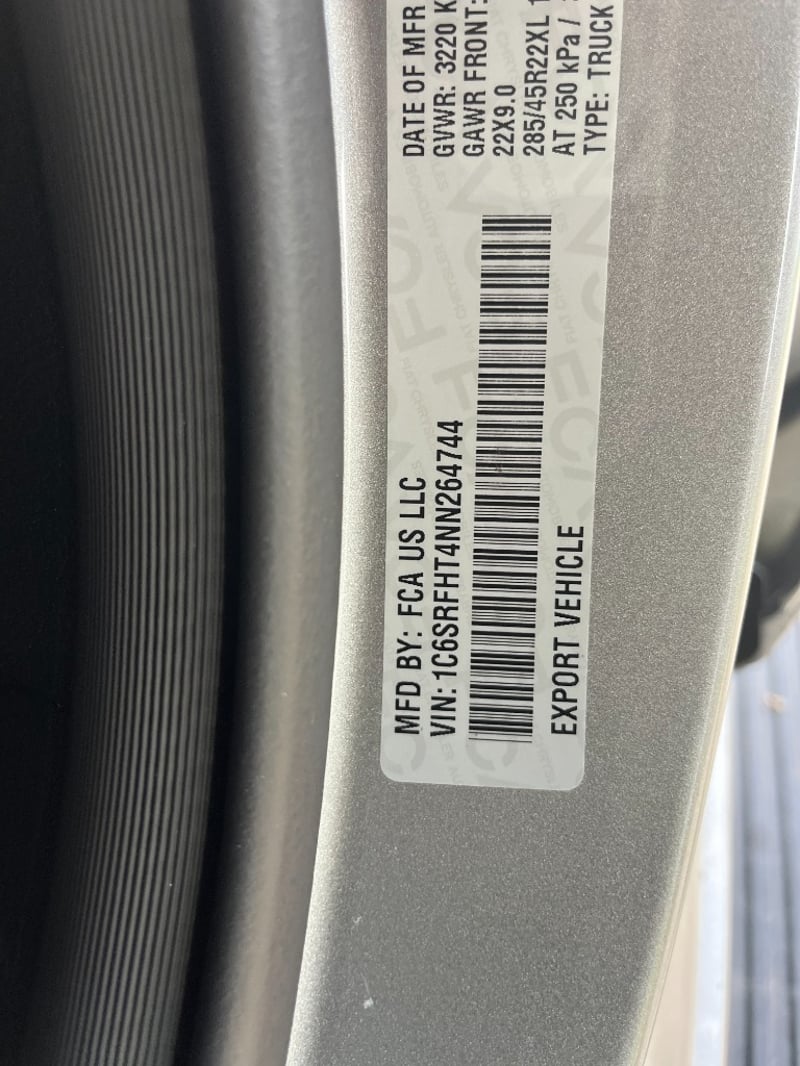 MFD BY: FCA US LLC
VIN: 1C6SRFHT4NN264744
EXPORT VEHICLE
DATE OF MFR
GVWR: 3220 K
GAWR FRONT:
22X9.0
285/45R22XL 1
AT 250 kPa /
TYPE: TRUCK